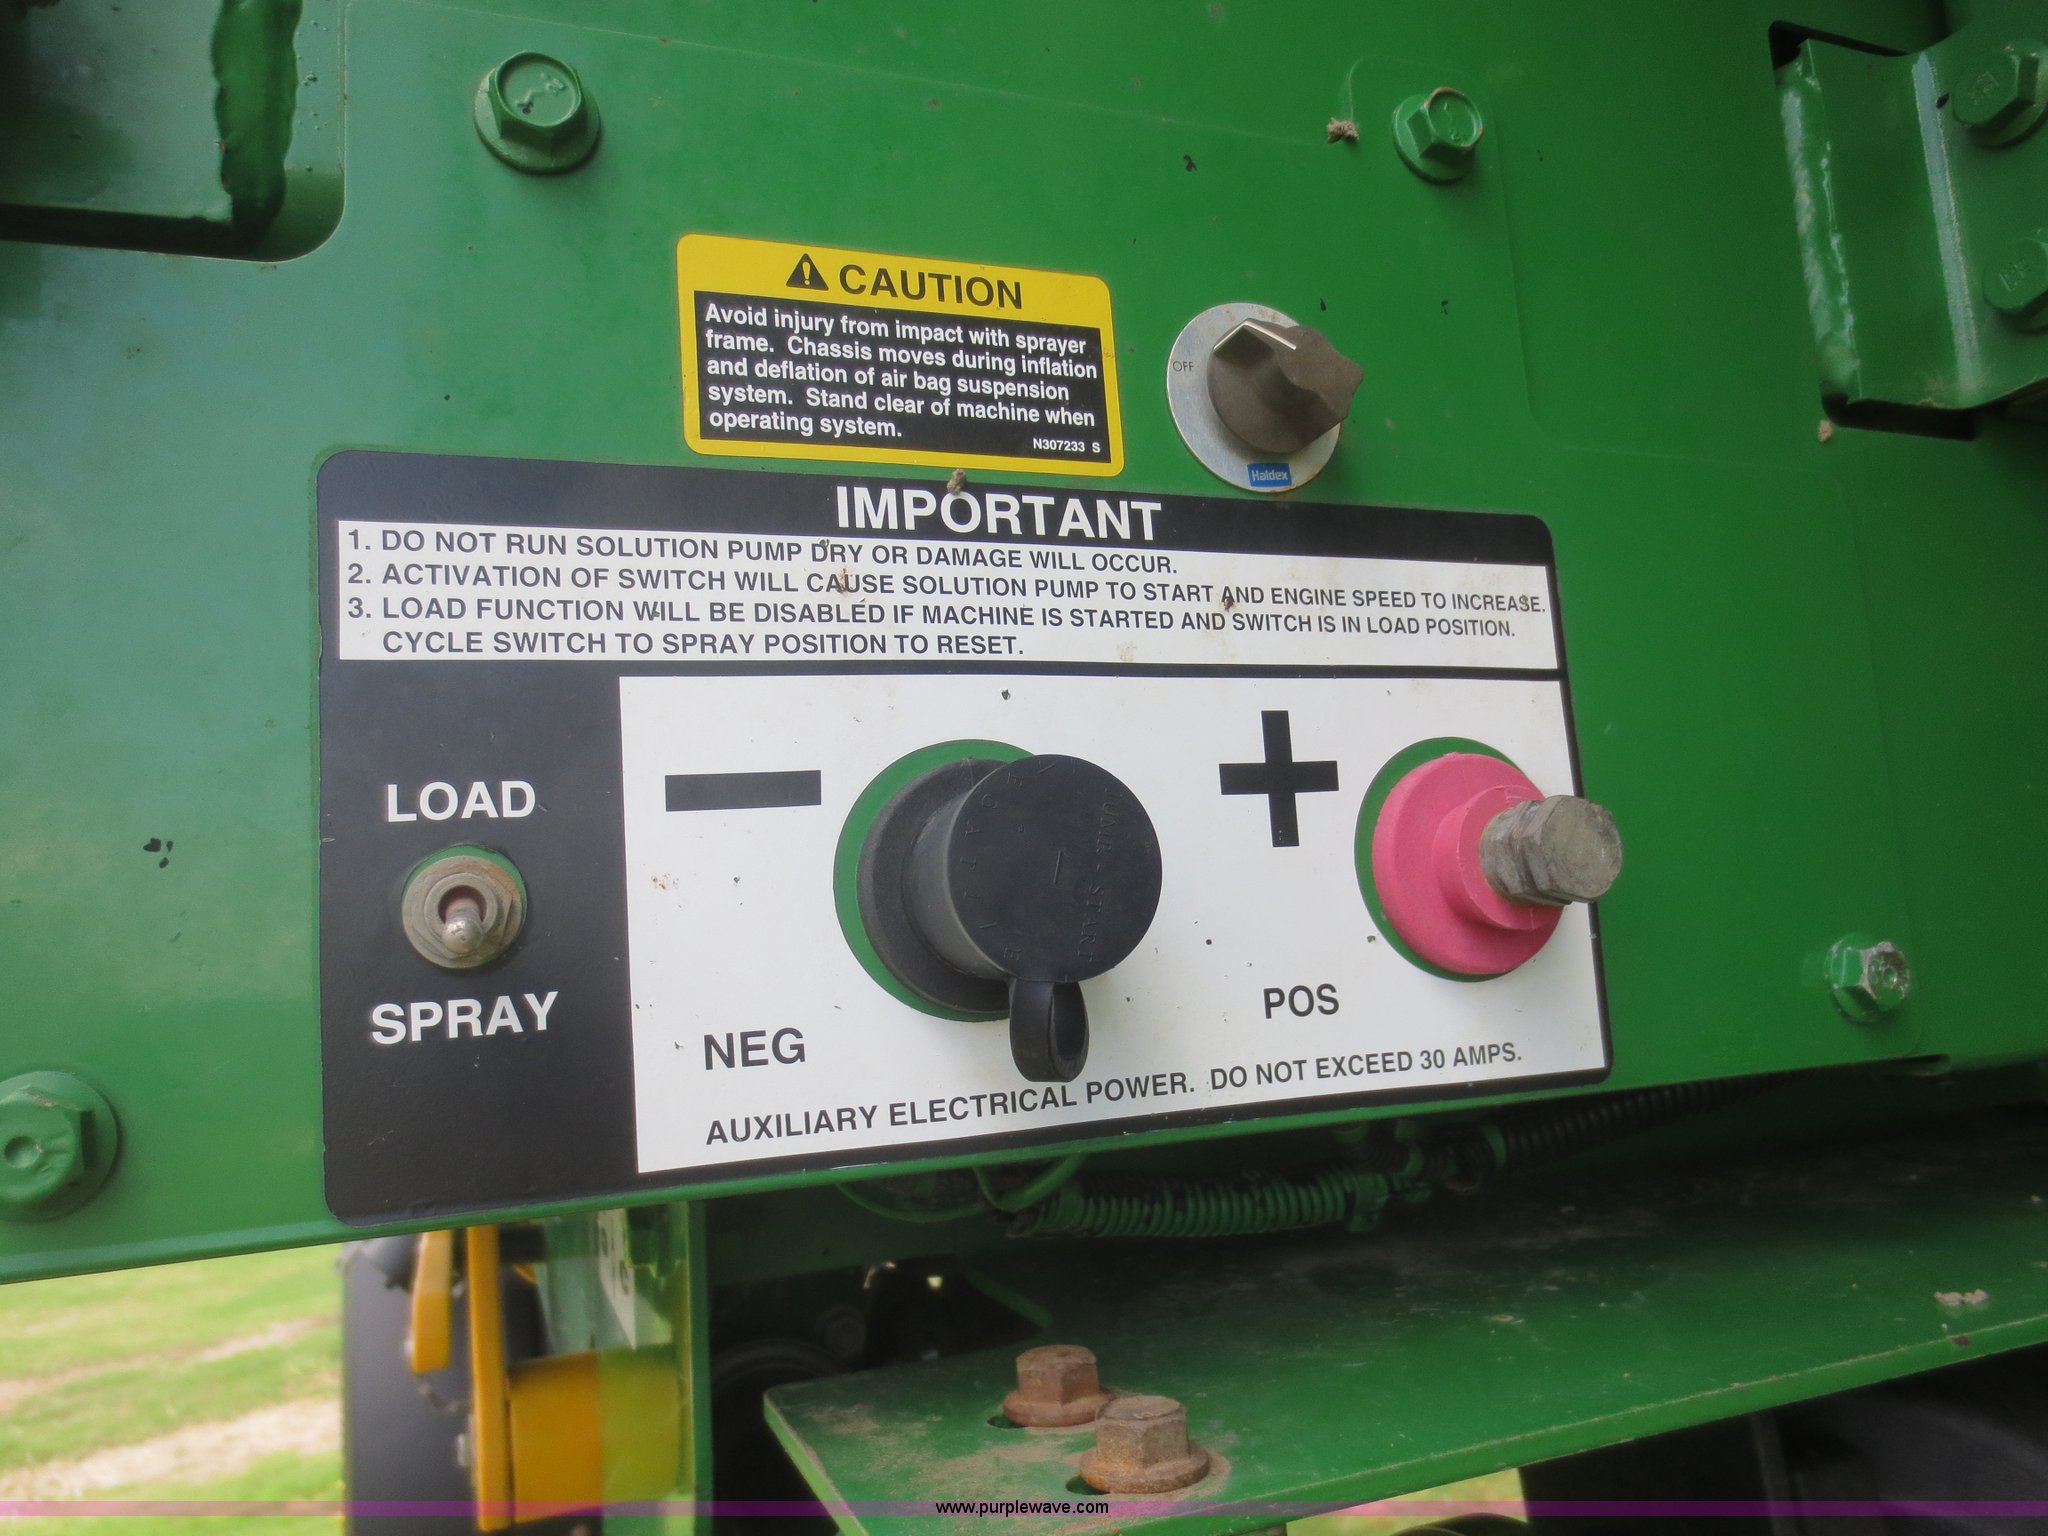 CAUTION
Avoid injury from impact with sprayer
frame. Chassis moves during inflation
and deflation of air bag suspension
system. Stand clear of machine when
operating system.
N307233 S
OFF
Haldex
IMPORTANT
1. DO NOT RUN SOLUTION PUMP DRY OR DAMAGE WILL OCCUR.
2. ACTIVATION OF SWITCH WILL CAUSE SOLUTION PUMP TO START AND ENGINE SPEED TO INCREASE.
3. LOAD FUNCTION WILL BE DISABLED IF MACHINE IS STARTED AND SWITCH IS IN LOAD POSITION.
CYCLE SWITCH TO SPRAY POSITION TO RESET.
LOAD
SPRAY
− +
NEGATIVE
START
NEG
POS
AUXILIARY ELECTRICAL POWER. DO NOT EXCEED 30 AMPS.
www.purplewave.com